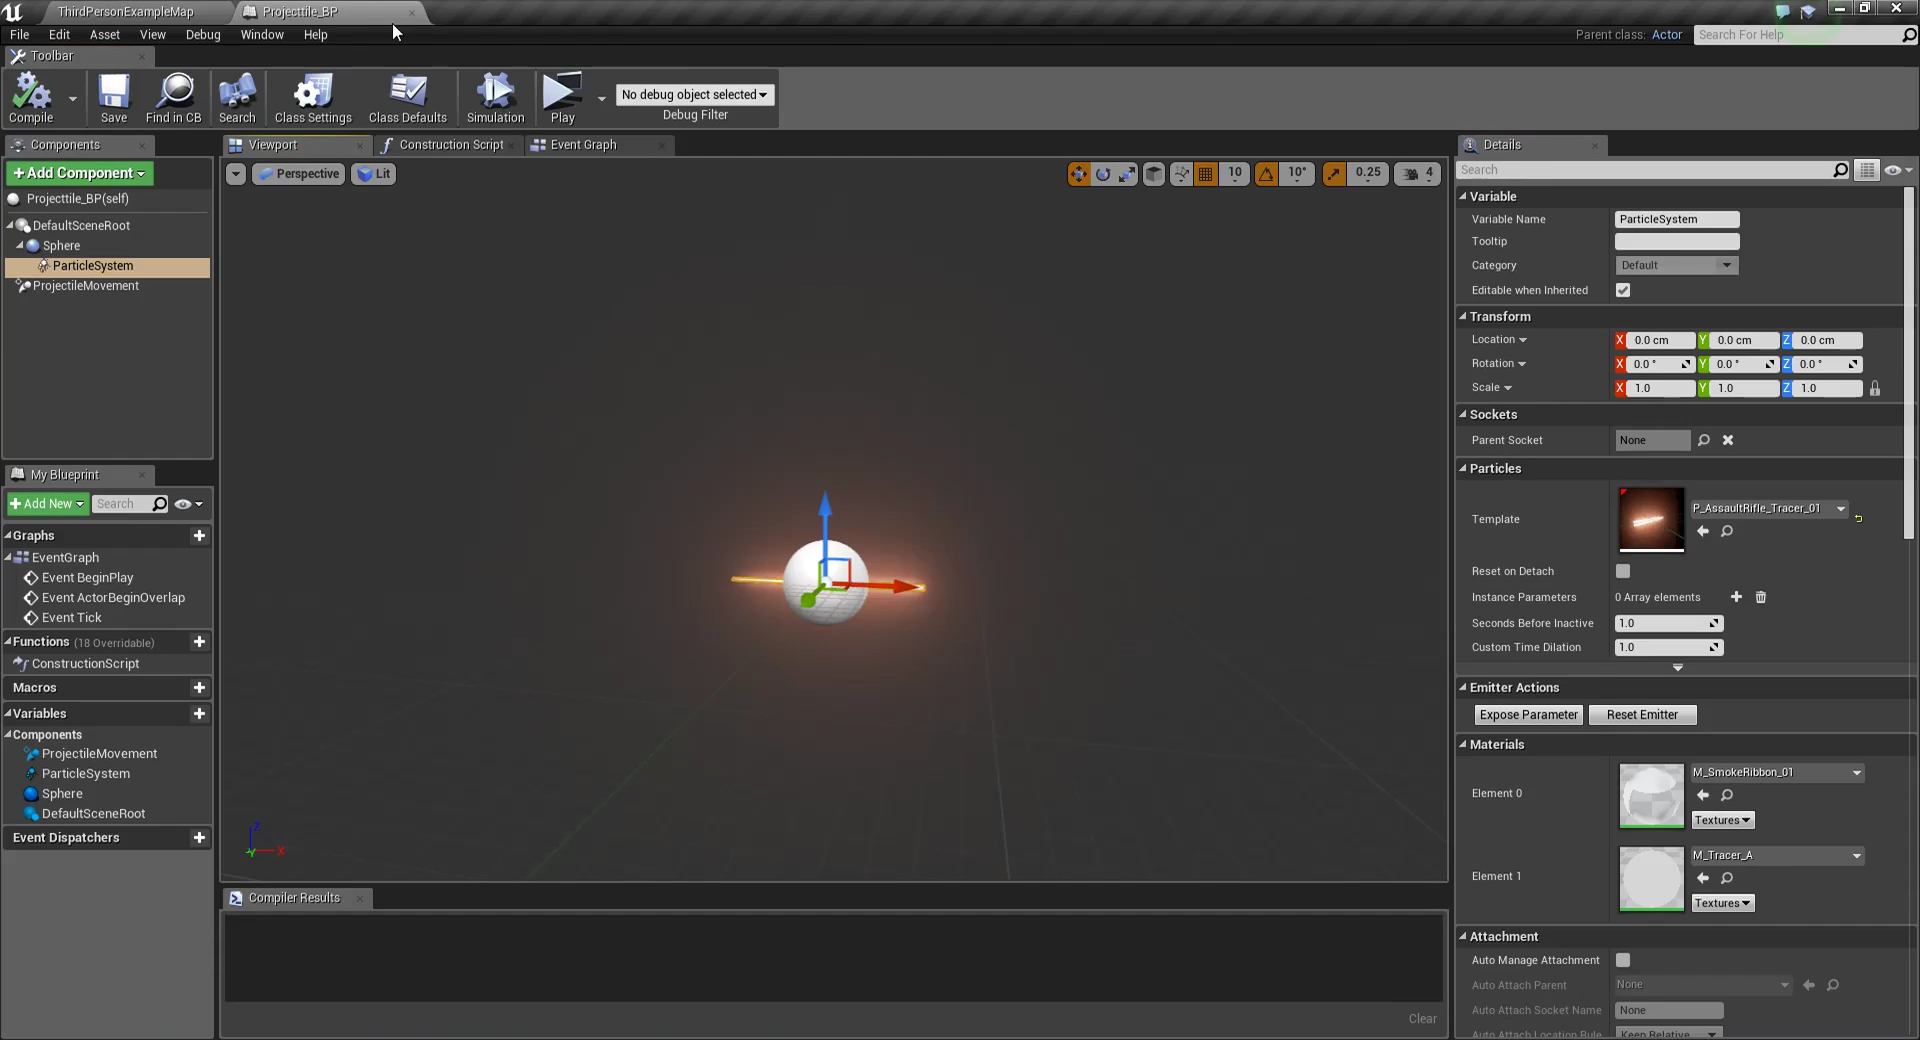 ThirdPersonExampleMap
Projecttile_BP
File Edit Asset View Debug Window Help
Parent class: Actor
Search For Help
Toolbar
Compile
Save
Find in CB
Search
Class Settings
Class Defaults
Simulation
Play
No debug object selected
Debug Filter
Components
+Add Component
Projecttile_BP(self)
DefaultSceneRoot
Sphere
ParticleSystem
ProjectileMovement
My Blueprint
+Add New
Search
Graphs
EventGraph
Event BeginPlay
Event ActorBeginOverlap
Event Tick
Functions (18 Overridable)
ConstructionScript
Macros
Variables
Components
ProjectileMovement
ParticleSystem
Sphere
DefaultSceneRoot
Event Dispatchers
Viewport
Construction Script
Event Graph
Perspective
Lit
10
10°
0.25
4
Z
Y
X
Compiler Results
Clear
Details
Search
Variable
Variable Name ParticleSystem
Tooltip
Category Default
Editable when Inherited
Transform
Location X 0.0 cm Y 0.0 cm Z 0.0 cm
Rotation X 0.0 ° Y 0.0 ° Z 0.0 °
Scale X 1.0 Y 1.0 Z 1.0
Sockets
Parent Socket None
Particles
Template P_AssaultRifle_Tracer_01
Reset on Detach
Instance Parameters 0 Array elements
Seconds Before Inactive 1.0
Custom Time Dilation 1.0
Emitter Actions
Expose Parameter Reset Emitter
Materials
Element 0 M_SmokeRibbon_01
Textures
Element 1 M_Tracer_A
Textures
Attachment
Auto Manage Attachment
Auto Attach Parent None
Auto Attach Socket Name None
Auto Attach Location Rule Keep Relative